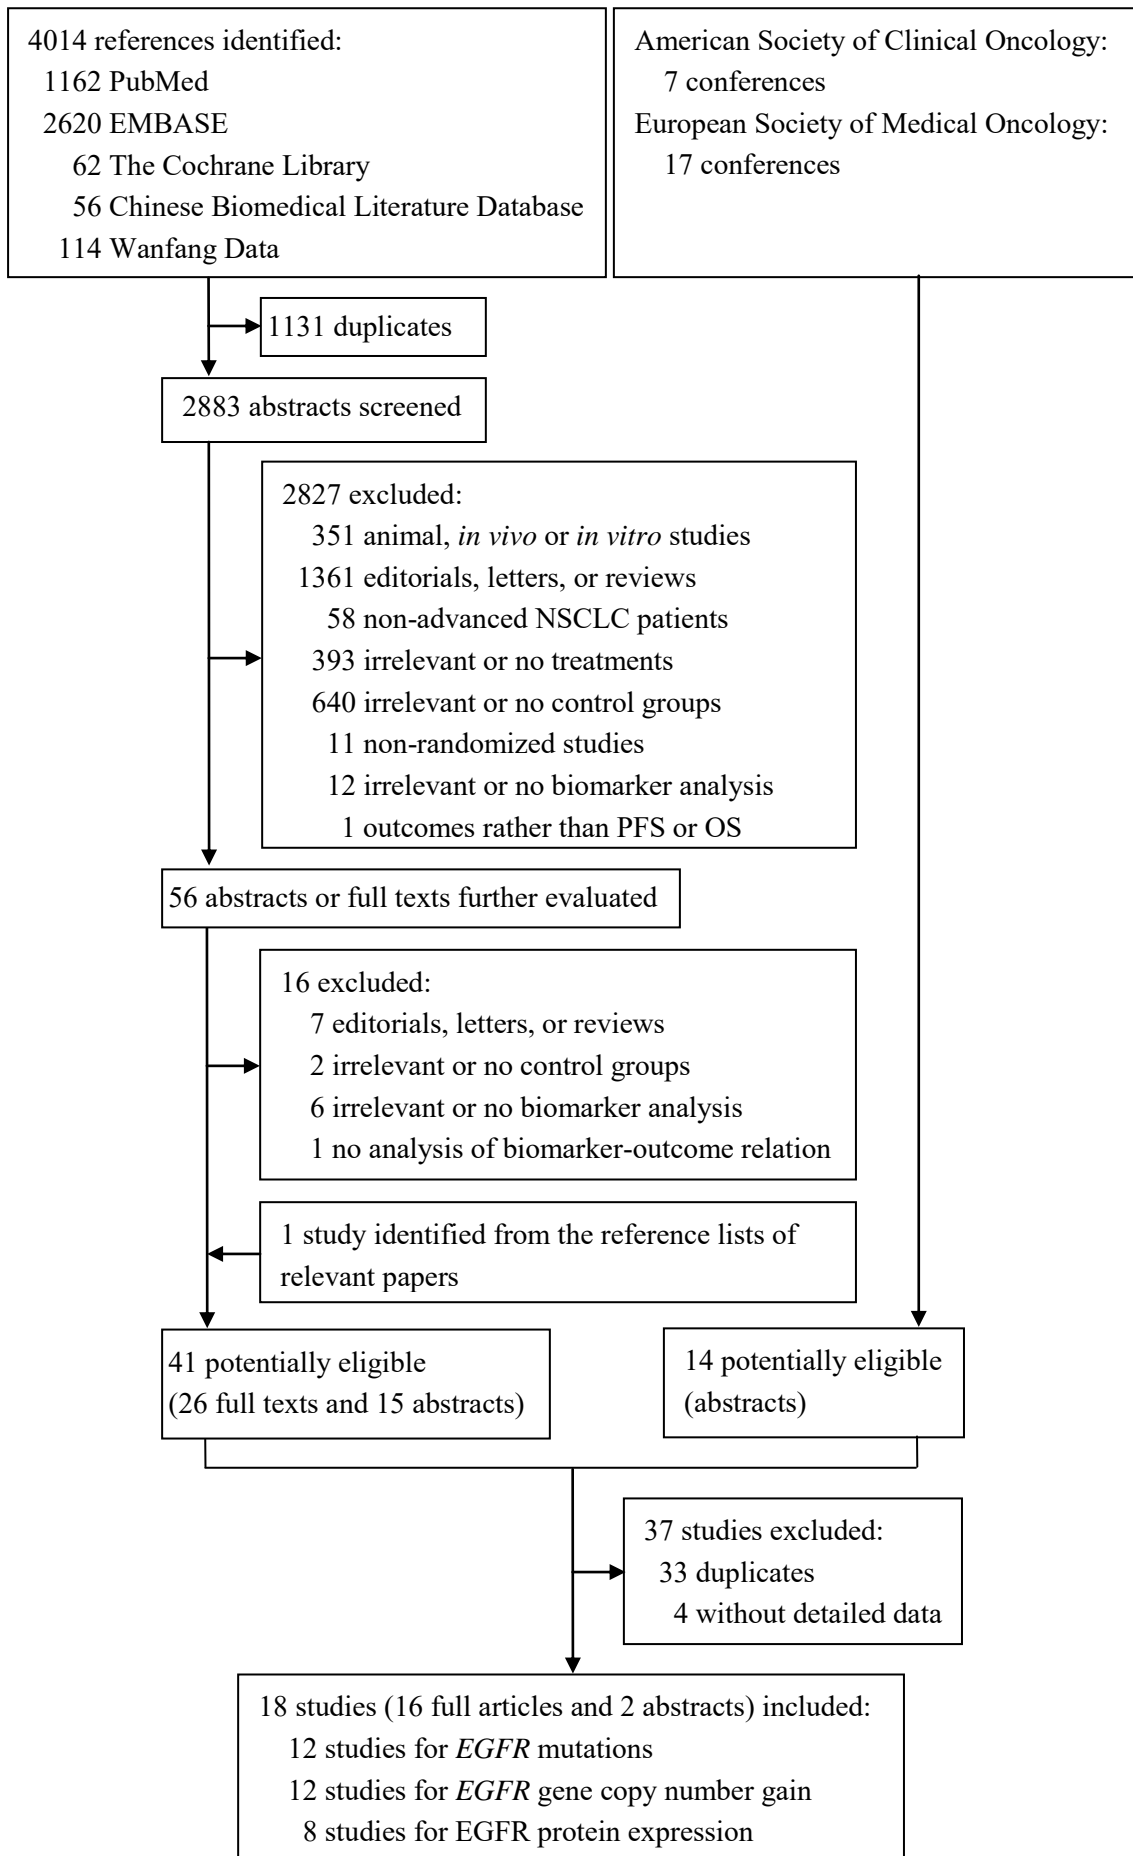 4014 references identified:
1162 PubMed
2620 EMBASE
62 The Cochrane Library
56 Chinese Biomedical Literature Database
114 Wanfang Data
American Society of Clinical Oncology:
7 conferences
European Society of Medical Oncology:
17 conferences
1131 duplicates
2883 abstracts screened
2827 excluded:
351 animal, in vivo or in vitro studies
1361 editorials, letters, or reviews
58 non-advanced NSCLC patients
393 irrelevant or no treatments
640 irrelevant or no control groups
11 non-randomized studies
12 irrelevant or no biomarker analysis
1 outcomes rather than PFS or OS
56 abstracts or full texts further evaluated
16 excluded:
7 editorials, letters, or reviews
2 irrelevant or no control groups
6 irrelevant or no biomarker analysis
1 no analysis of biomarker-outcome relation
1 study identified from the reference lists of
relevant papers
41 potentially eligible
(26 full texts and 15 abstracts)
14 potentially eligible
(abstracts)
37 studies excluded:
33 duplicates
4 without detailed data
18 studies (16 full articles and 2 abstracts) included:
12 studies for EGFR mutations
12 studies for EGFR gene copy number gain
8 studies for EGFR protein expression